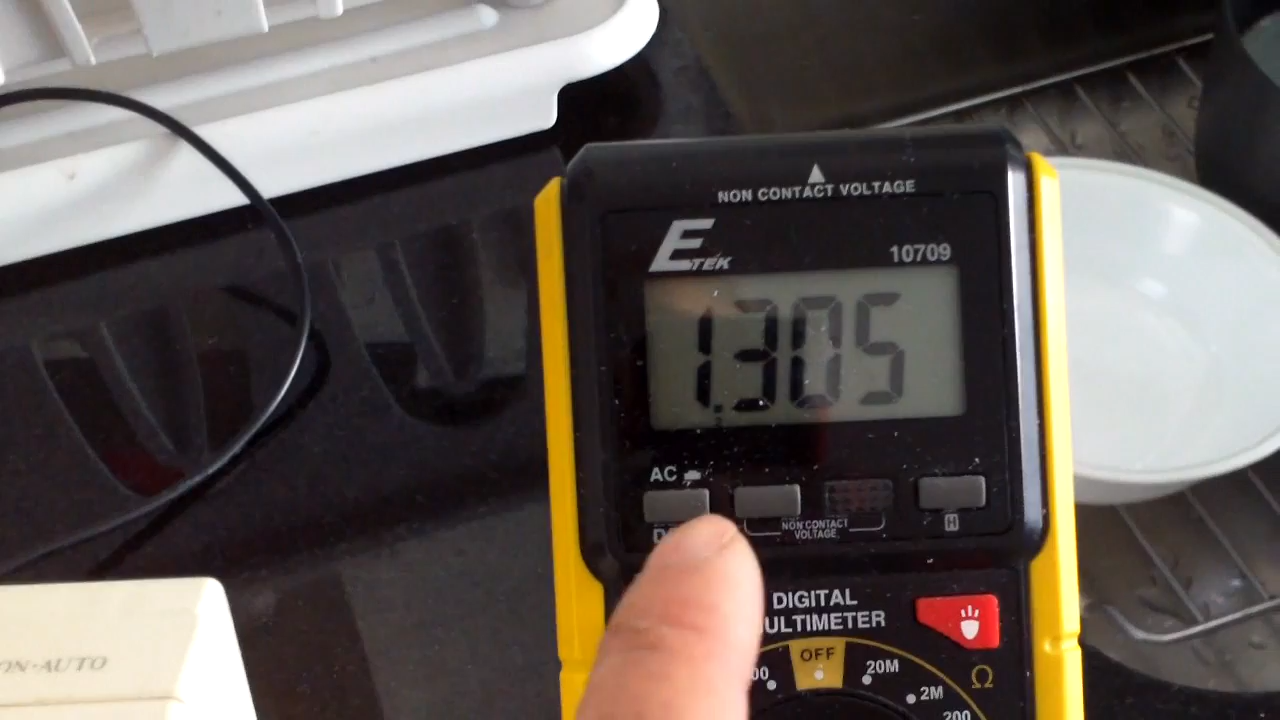 NON CONTACT VOLTAGE
ETEK
10709
1.305
AC
NON CONTACT
VOLTAGE
H
DIGITAL
ULTIMETER
OFF
20M
2M
200
Ω
ON·AUTO